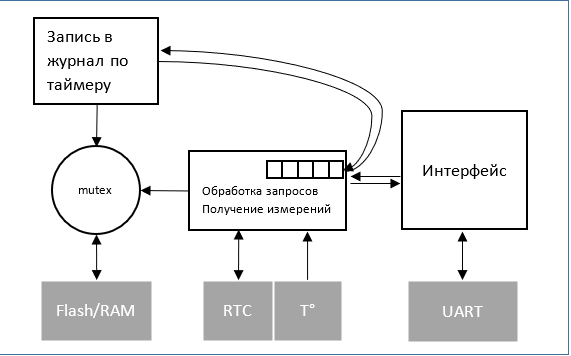 Запись в
журнал по
таймеру
mutex
Обработка запросов
Получение измерений
Интерфейс
Flash/RAM
RTC
T°
UART